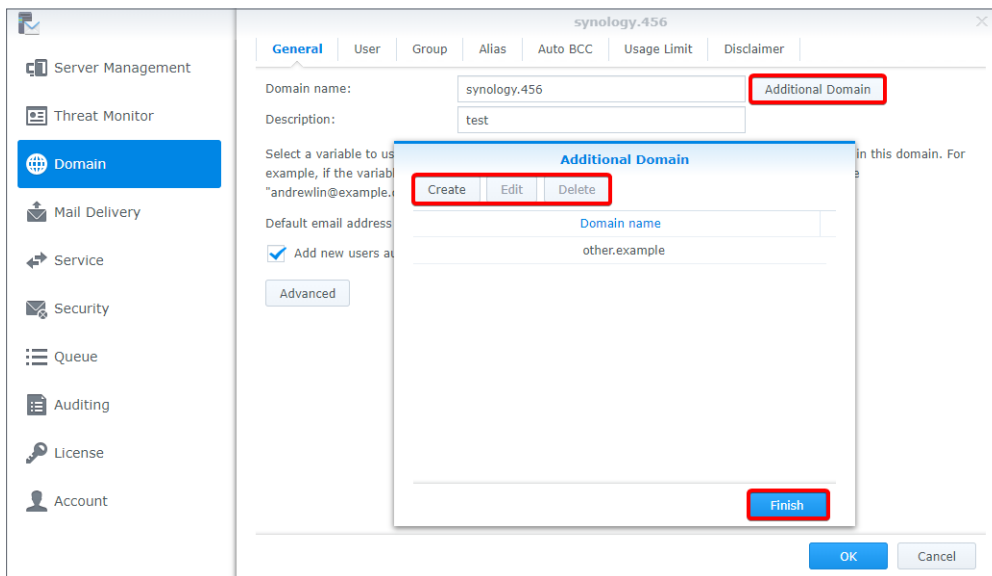 synology.456
Server Management
Threat Monitor
Domain
Mail Delivery
Service
Security
Queue
Auditing
License
Account
General User Group Alias Auto BCC Usage Limit Disclaimer
Domain name: synology.456 Additional Domain
Description: test
Select a variable to us in this domain. For
example, if the variabl
"andrewlin@example.
Default email address
Add new users au
Advanced
Additional Domain
Create Edit Delete
Domain name
other.example
Finish
OK Cancel